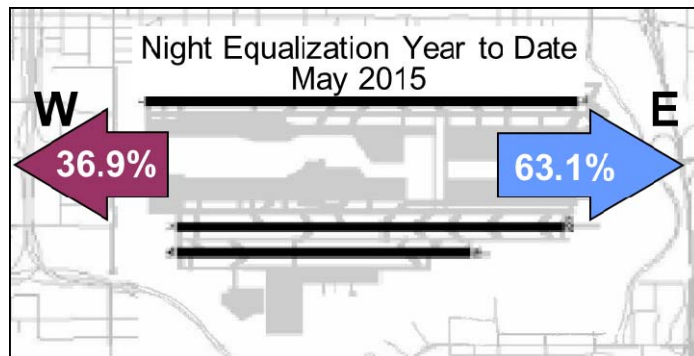 Night Equalization Year to Date
May 2015
W
E
36.9%
63.1%